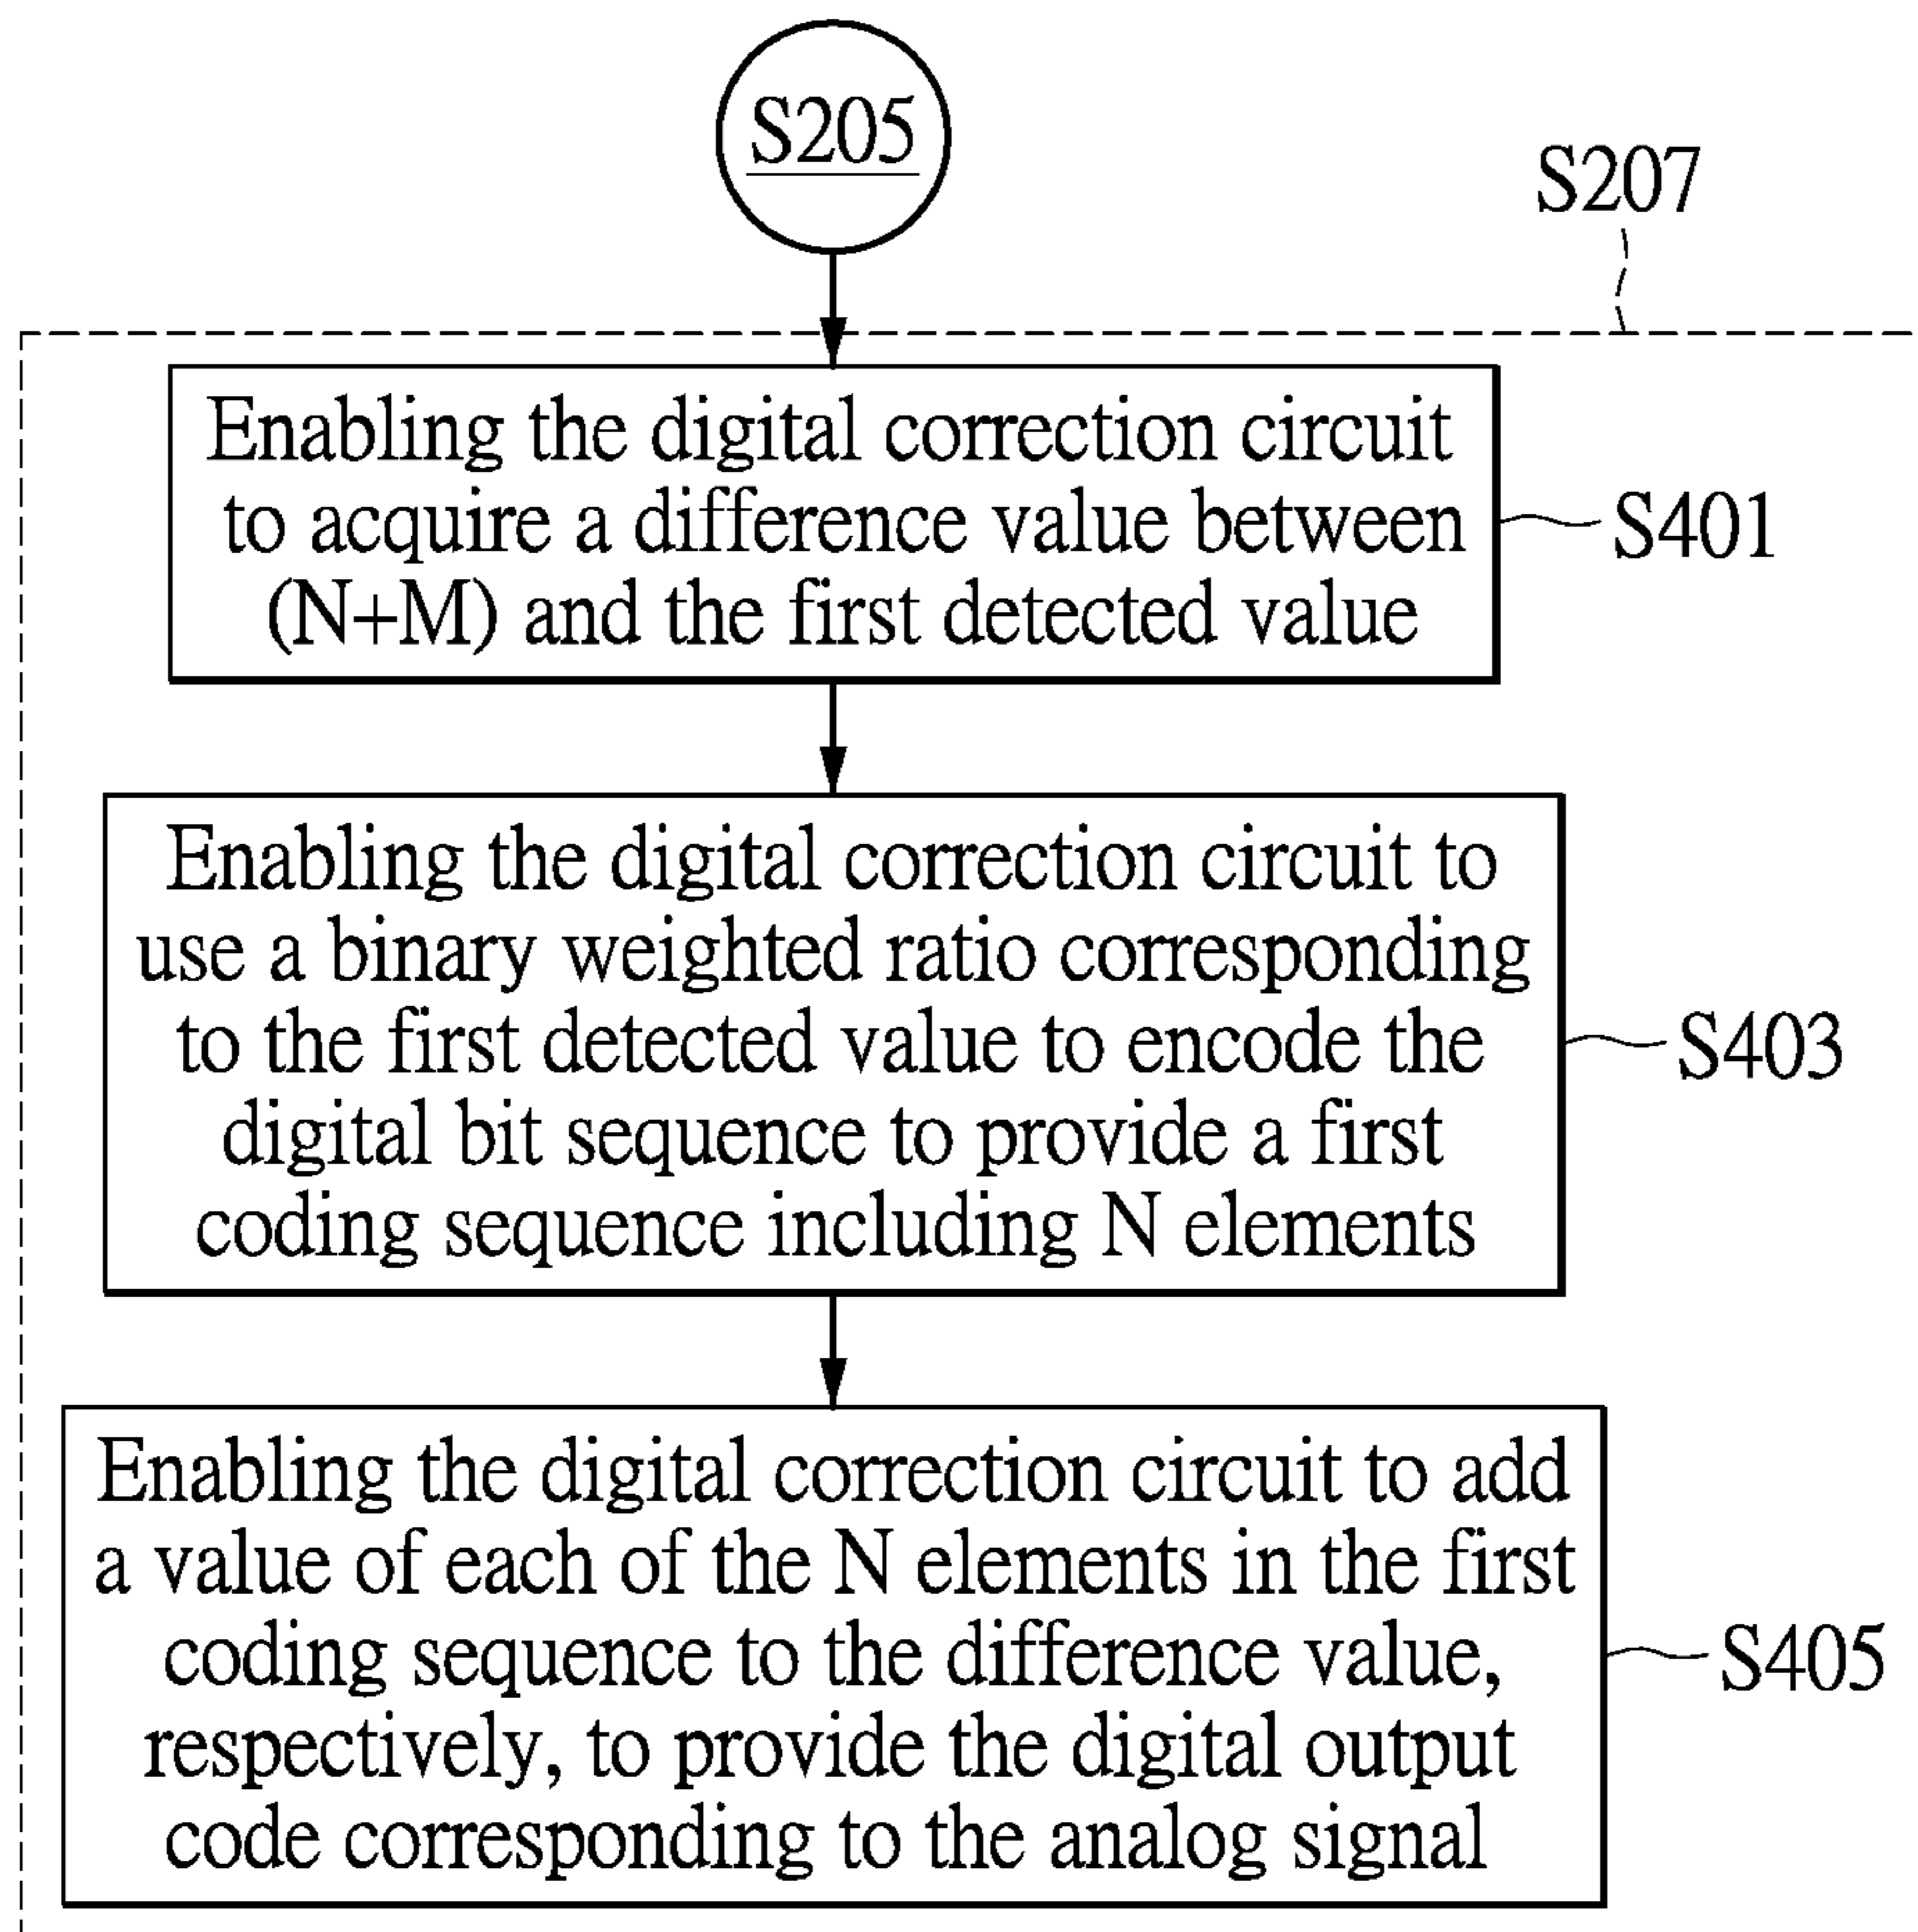 S205
S207
Enabling the digital correction circuit
to acquire a difference value between
(N+M) and the first detected value
S401
Enabling the digital correction circuit to
use a binary weighted ratio corresponding
to the first detected value to encode the
digital bit sequence to provide a first
coding sequence including N elements
S403
Enabling the digital correction circuit to add
a value of each of the N elements in the first
coding sequence to the difference value,
respectively, to provide the digital output
code corresponding to the analog signal
S405